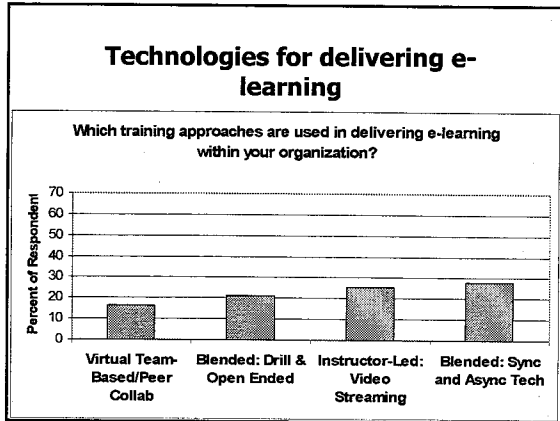 Technologies for delivering e-
learning
Which training approaches are used in delivering e-learning
within your organization?
Percent of Respondent
70
60
50
40
30
20
10
0
Virtual Team-
Based/Peer
Collab
Blended: Drill &
Open Ended
Instructor-Led:
Video
Streaming
Blended: Sync
and Async Tech